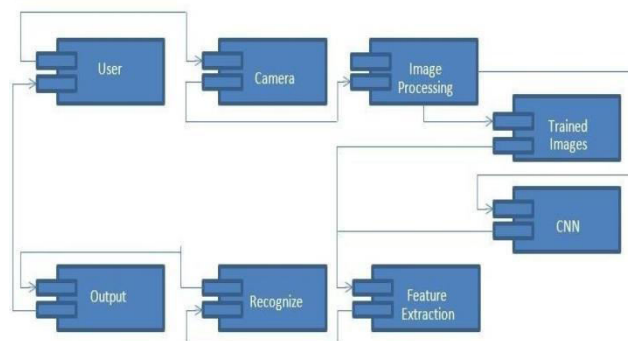 User
Camera
Image
Processing
Trained
Images
CNN
Output
Recognize
Feature
Extraction